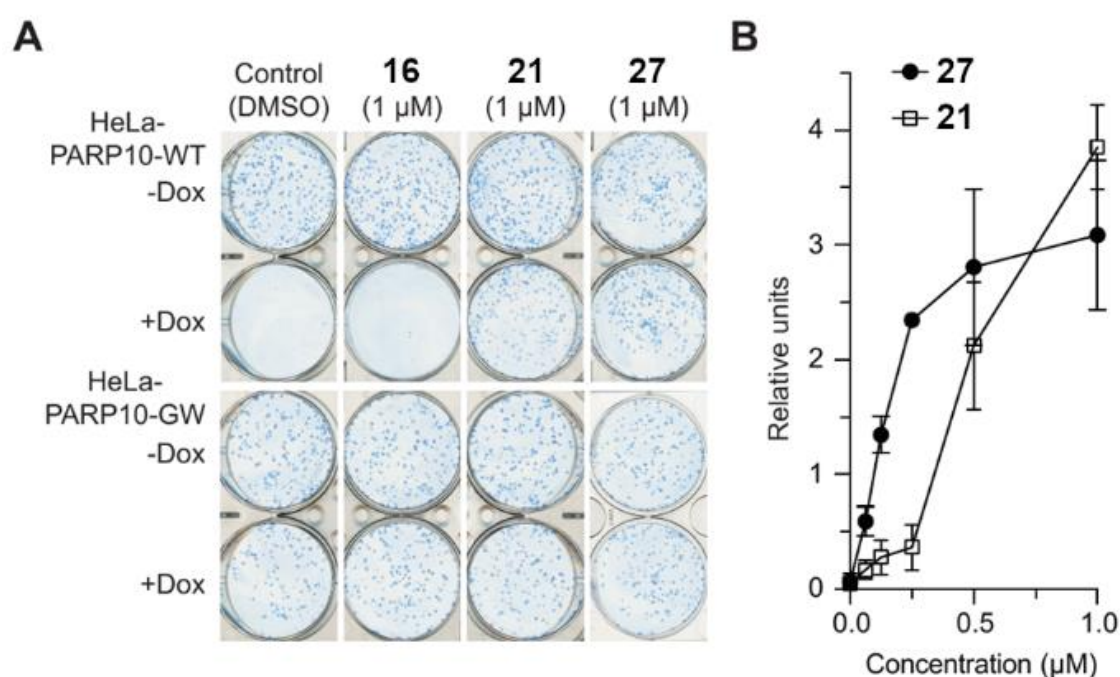 A
Control
(DMSO)
16
(1 µM)
21
(1 µM)
27
(1 µM)
HeLa-
PARP10-WT
-Dox
+Dox
HeLa-
PARP10-GW
-Dox
+Dox
B
27
21
Relative units
4
3
2
1
0
0.0 0.5 1.0
Concentration (µM)